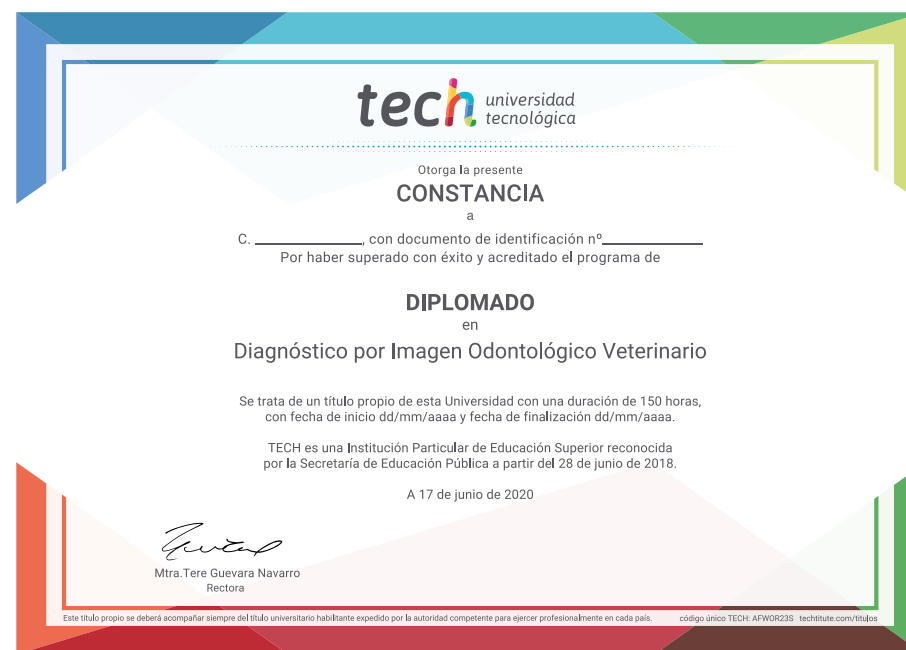 tech universidad
tecnológica
Otorga la presente
CONSTANCIA
a
C. ____________, con documento de identificación nº____________
Por haber superado con éxito y acreditado el programa de
DIPLOMADO
en
Diagnóstico por Imagen Odontológico Veterinario
Se trata de un título propio de esta Universidad con una duración de 150 horas,
con fecha de inicio dd/mm/aaaa y fecha de finalización dd/mm/aaaa.
TECH es una Institución Particular de Educación Superior reconocida
por la Secretaría de Educación Pública a partir del 28 de junio de 2018.
A 17 de junio de 2020
Mtra.Tere Guevara Navarro
Rectora
Este título propio se deberá acompañar siempre del título universitario habilitante expedido por la autoridad competente para ejercer profesionalmente en cada país. código único TECH: AFWOR23S techtitute.com/titulos